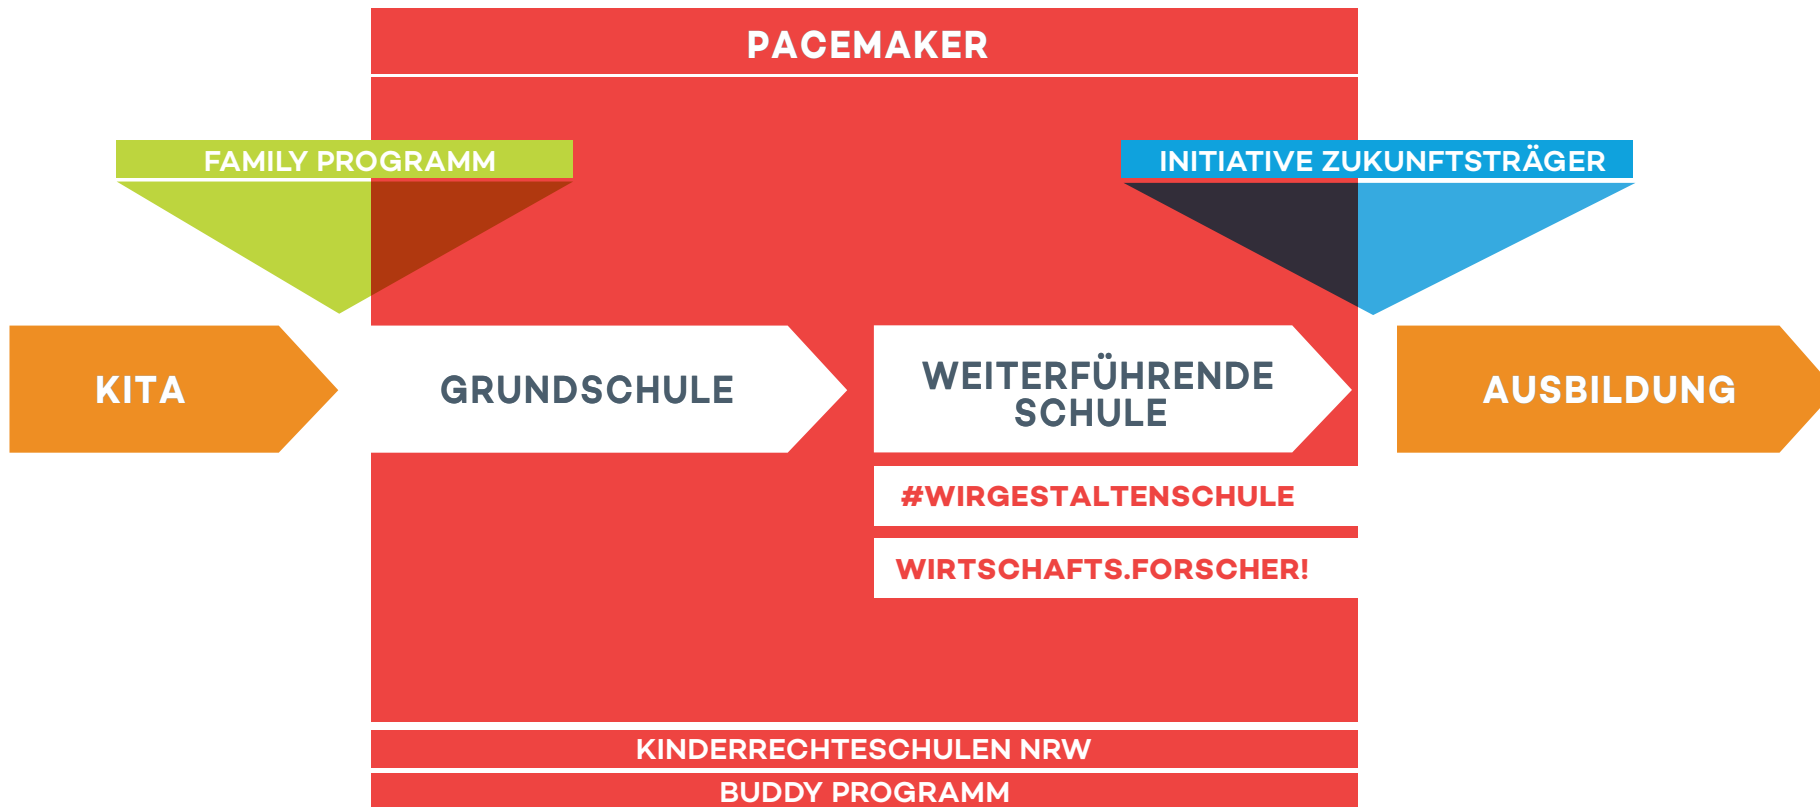 PACEMAKER
FAMILY PROGRAMM
INITIATIVE ZUKUNFTSTRÄGER
KITA
GRUNDSCHULE
WEITERFÜHRENDE
SCHULE
AUSBILDUNG
#WIRGESTALTENSCHULE
WIRTSCHAFTS.FORSCHER!
KINDERRECHTESCHULEN NRW
BUDDY PROGRAMM